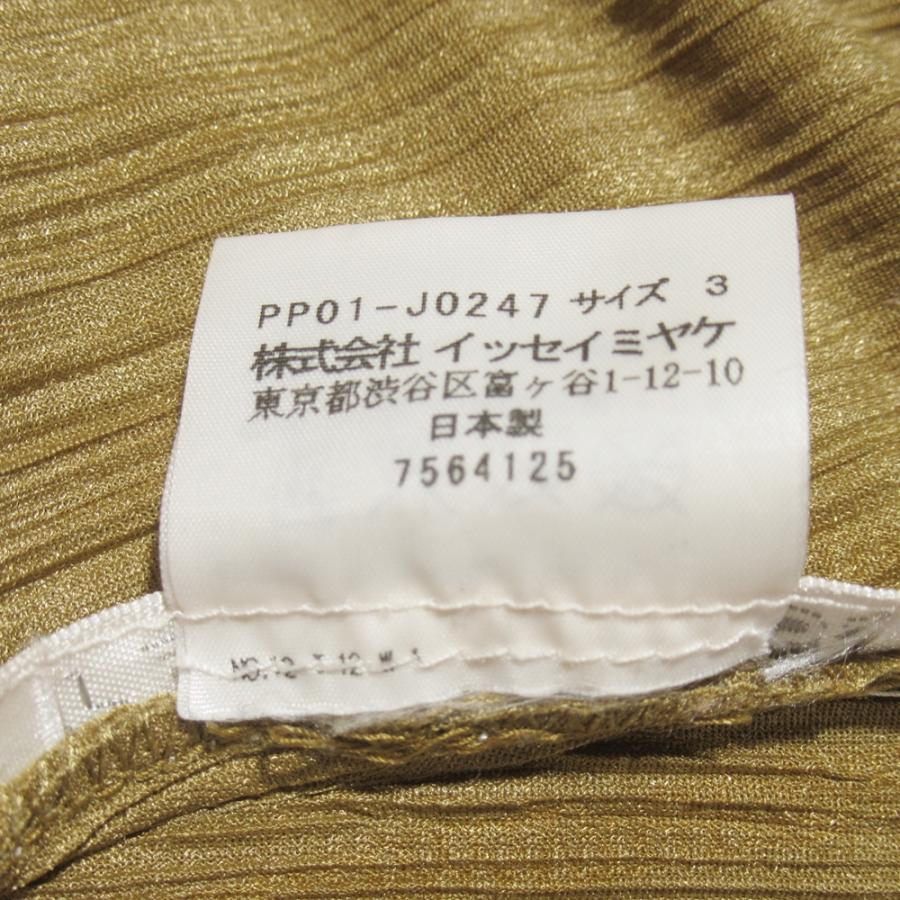 PP01-J0247 サイズ 3
株式会社 イッセイミヤケ
東京都渋谷区富ヶ谷1-12-10
日本製
7564125